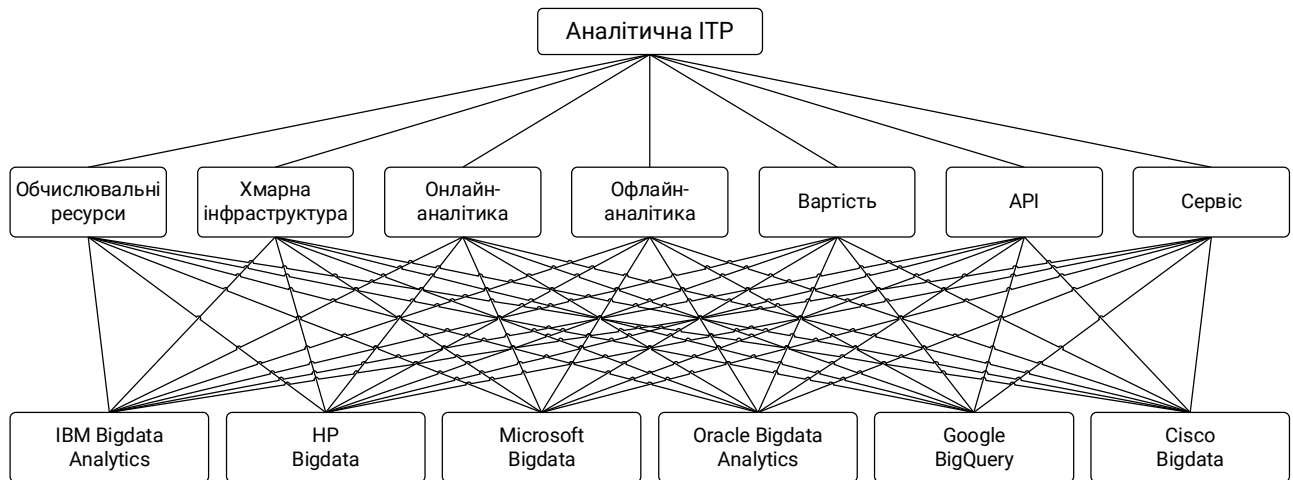 Аналітична ІТР
Обчислювальні
ресурси
Хмарна
інфраструктура
Онлайн-
аналітика
Офлайн-
аналітика
Вартість
АРІ
Сервіс
IBM Bigdata
Analytics
HP
Bigdata
Microsoft
Bigdata
Oracle Bigdata
Analytics
Google
BigQuery
Cisco
Bigdata